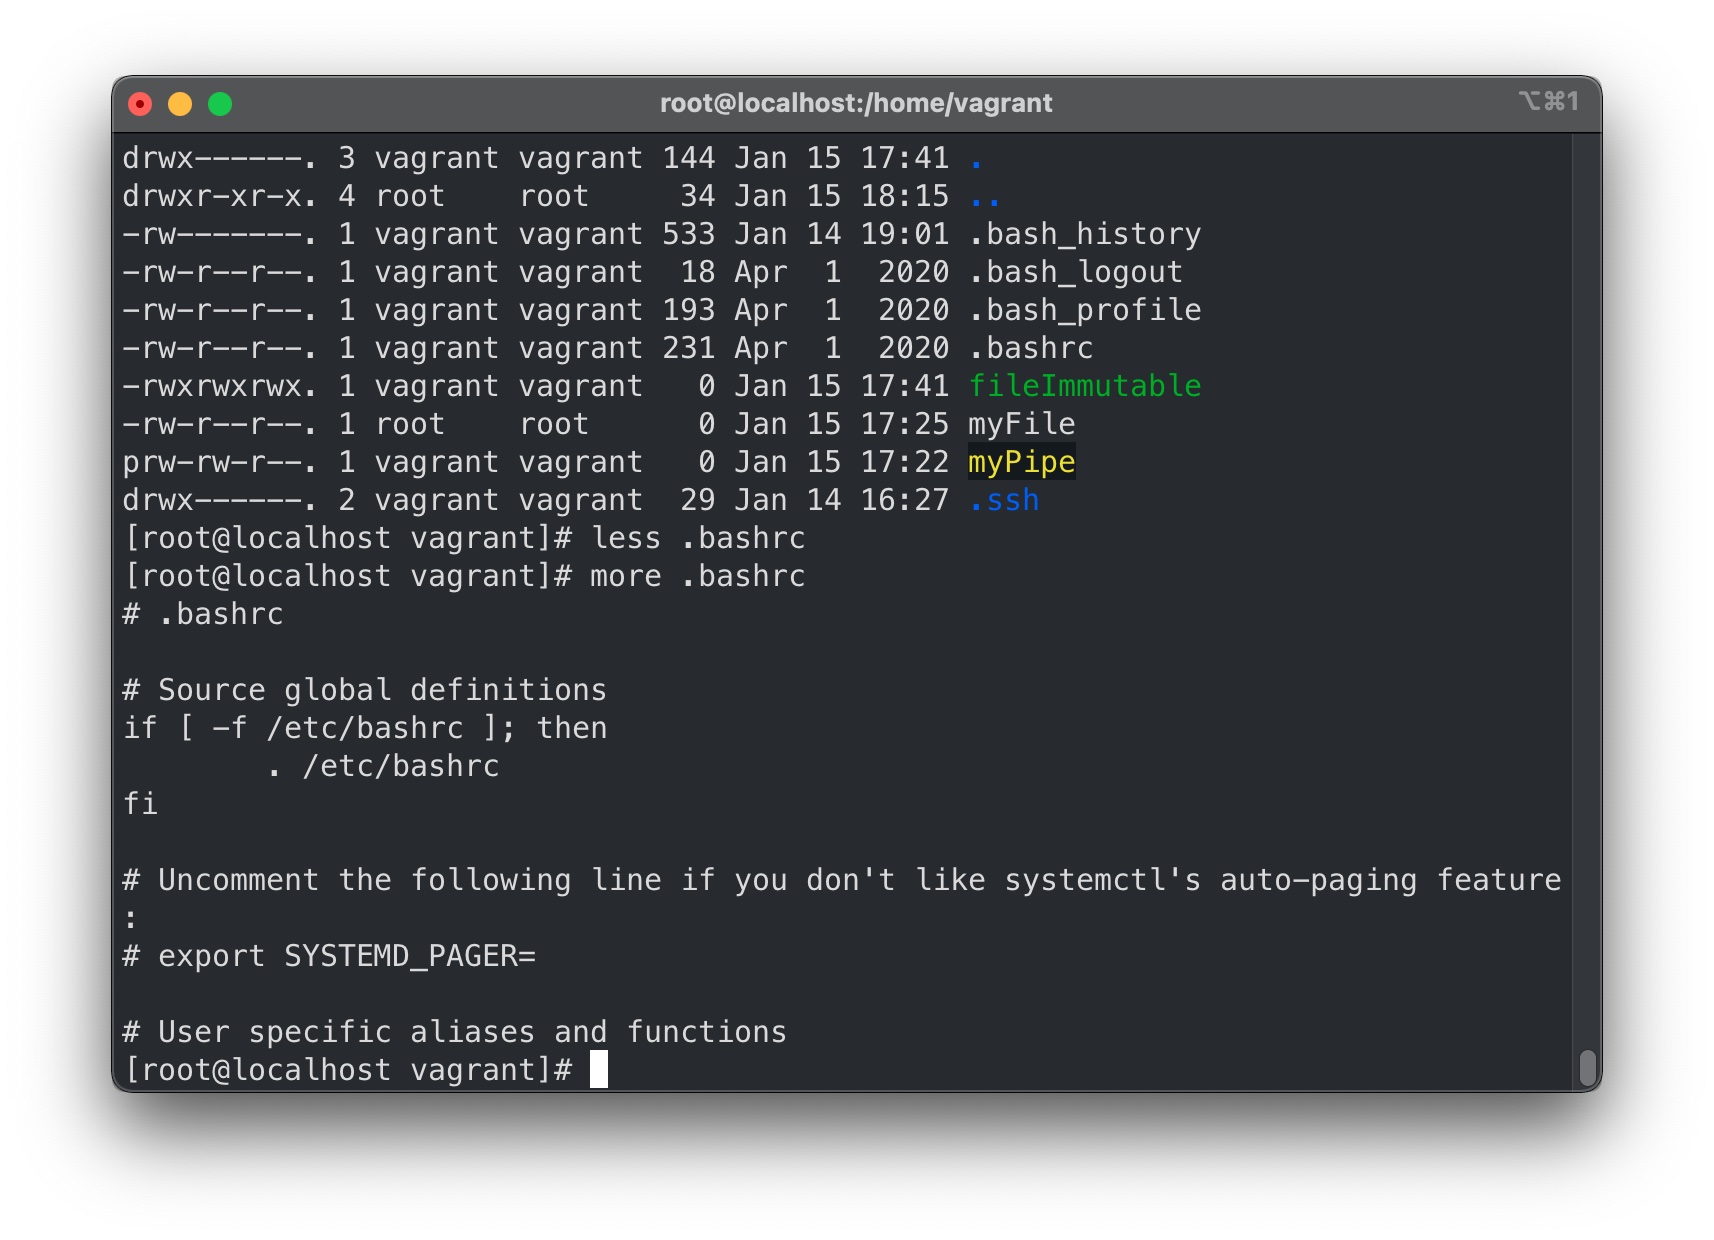 root@localhost:/home/vagrant
⌥⌘1
drwx------. 3 vagrant vagrant 144 Jan 15 17:41 .
drwxr-xr-x. 4 root    root     34 Jan 15 18:15 ..
-rw-------. 1 vagrant vagrant 533 Jan 14 19:01 .bash_history
-rw-r--r--. 1 vagrant vagrant  18 Apr  1  2020 .bash_logout
-rw-r--r--. 1 vagrant vagrant 193 Apr  1  2020 .bash_profile
-rw-r--r--. 1 vagrant vagrant 231 Apr  1  2020 .bashrc
-rwxrwxrwx. 1 vagrant vagrant   0 Jan 15 17:41 fileImmutable
-rw-r--r--. 1 root    root      0 Jan 15 17:25 myFile
prw-rw-r--. 1 vagrant vagrant   0 Jan 15 17:22 myPipe
drwx------. 2 vagrant vagrant  29 Jan 14 16:27 .ssh
[root@localhost vagrant]# less .bashrc
[root@localhost vagrant]# more .bashrc
# .bashrc

# Source global definitions
if [ -f /etc/bashrc ]; then
        . /etc/bashrc
fi

# Uncomment the following line if you don't like systemctl's auto-paging feature
:
# export SYSTEMD_PAGER=

# User specific aliases and functions
[root@localhost vagrant]#